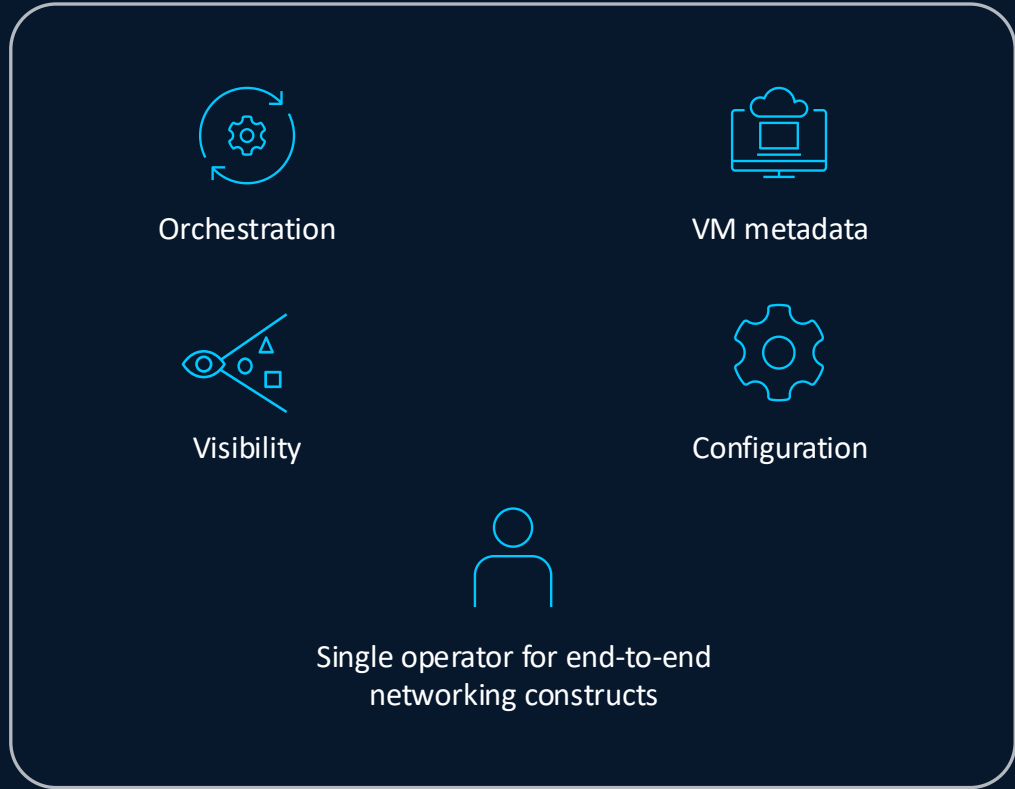 Orchestration
VM metadata
Visibility
Configuration
Single operator for end-to-end
networking constructs